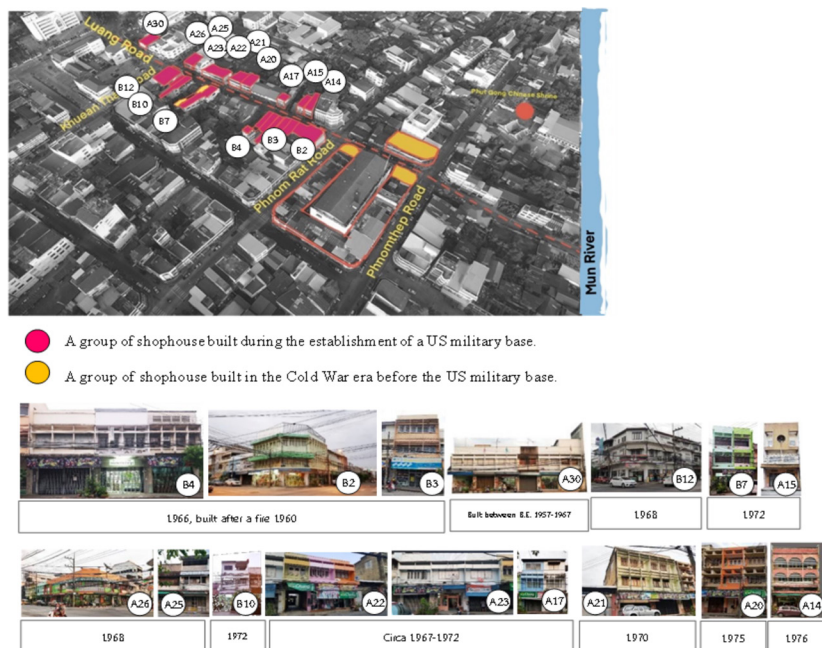 A30
Luang Road
A26
A25
A23
A22
A21
A20
A17
A15
A14
B12
B10
B7
B4
B3
B2
Phnom Rat Road
Phnomthep Road
Mun River
A group of shophouse built during the establishment of a US military base.
A group of shophouse built in the Cold War era before the US military base.
B4
B2
B3
A30
B12
B7
A15
1966, built after a fire 1960
Built between B.E. 1957-1967
1968
1972
A26
A25
B10
A22
A23
A17
A21
A20
A14
1968
1972
Circa 1967-1972
1970
1975
1976